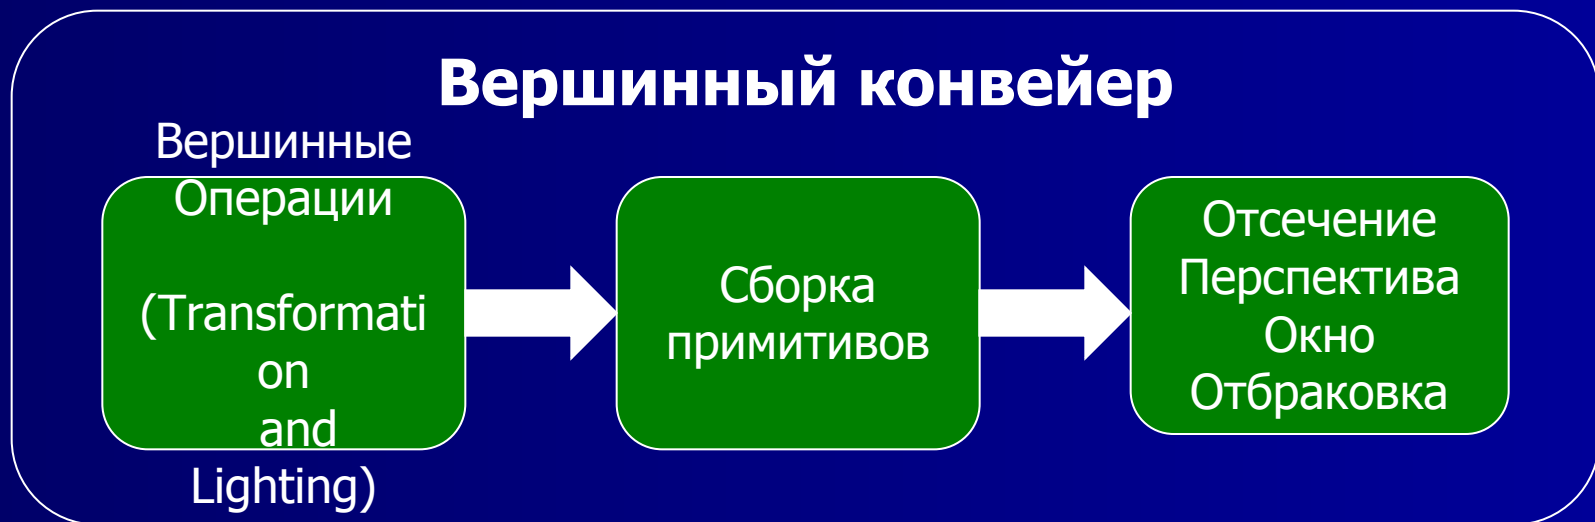 Вершинный конвейер
Вершинные
Операции
(Transformati
on
and
Lighting)
Сборка
примитивов
Отсечение
Перспектива
Окно
Отбраковка